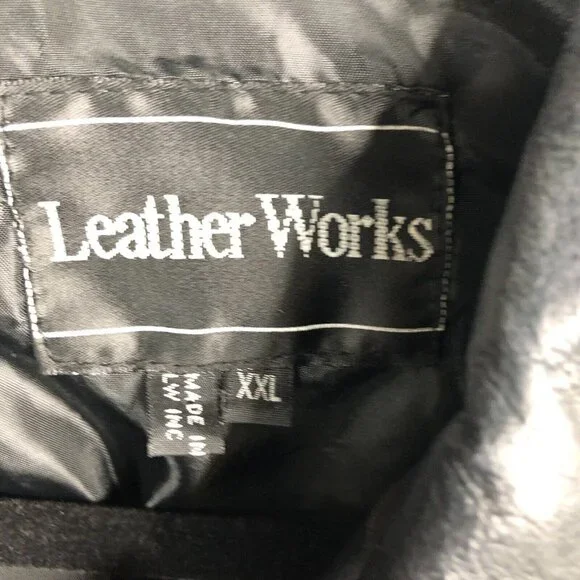 Leather Works
XXL
MADE IN
LW INC